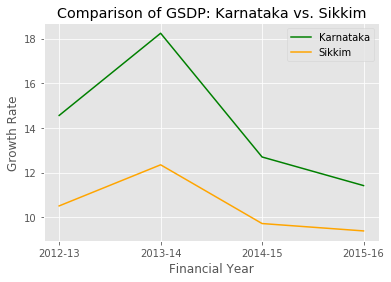 Comparison of GSDP: Karnataka vs. Sikkim
Karnataka
Sikkim
18
16
14
12
10
Growth Rate
2012-13 2013-14 2014-15 2015-16
Financial Year